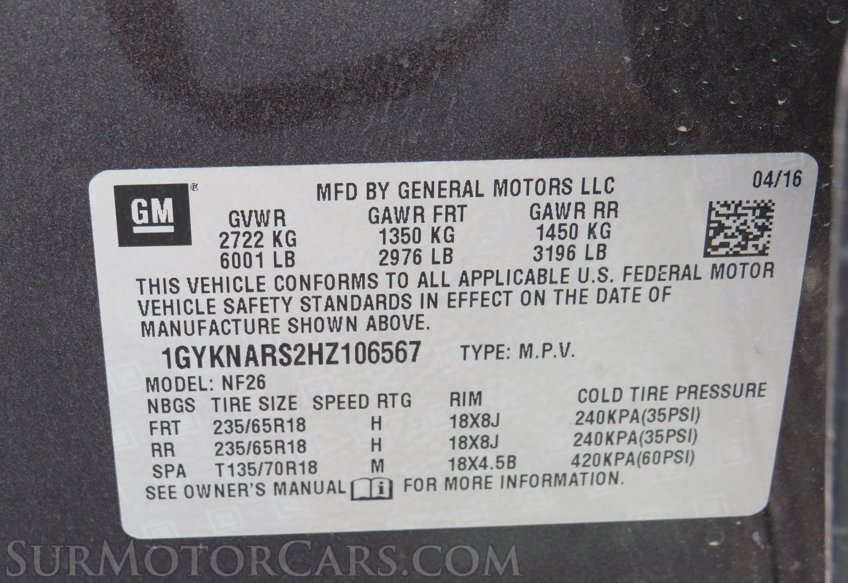 GM ®
MFD BY GENERAL MOTORS LLC 04/16
GVWR GAWR FRT GAWR RR
2722 KG 1350 KG 1450 KG
6001 LB 2976 LB 3196 LB
THIS VEHICLE CONFORMS TO ALL APPLICABLE U.S. FEDERAL MOTOR
VEHICLE SAFETY STANDARDS IN EFFECT ON THE DATE OF
MANUFACTURE SHOWN ABOVE.
1GYKNARS2HZ106567 TYPE: M.P.V.
MODEL: NF26
NBGS TIRE SIZE SPEED RTG RIM COLD TIRE PRESSURE
FRT 235/65R18 H 18X8J 240KPA(35PSI)
RR 235/65R18 H 18X8J 240KPA(35PSI)
SPA T135/70R18 M 18X4.5B 420KPA(60PSI)
SEE OWNER'S MANUAL i FOR MORE INFORMATION.
SURMOTORCARS.COM